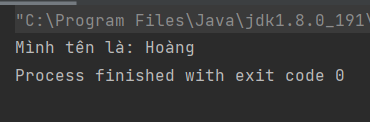 "C:\Program Files\Java\jdk1.8.0_191\
Mình tên là: Hoàng
Process finished with exit code 0